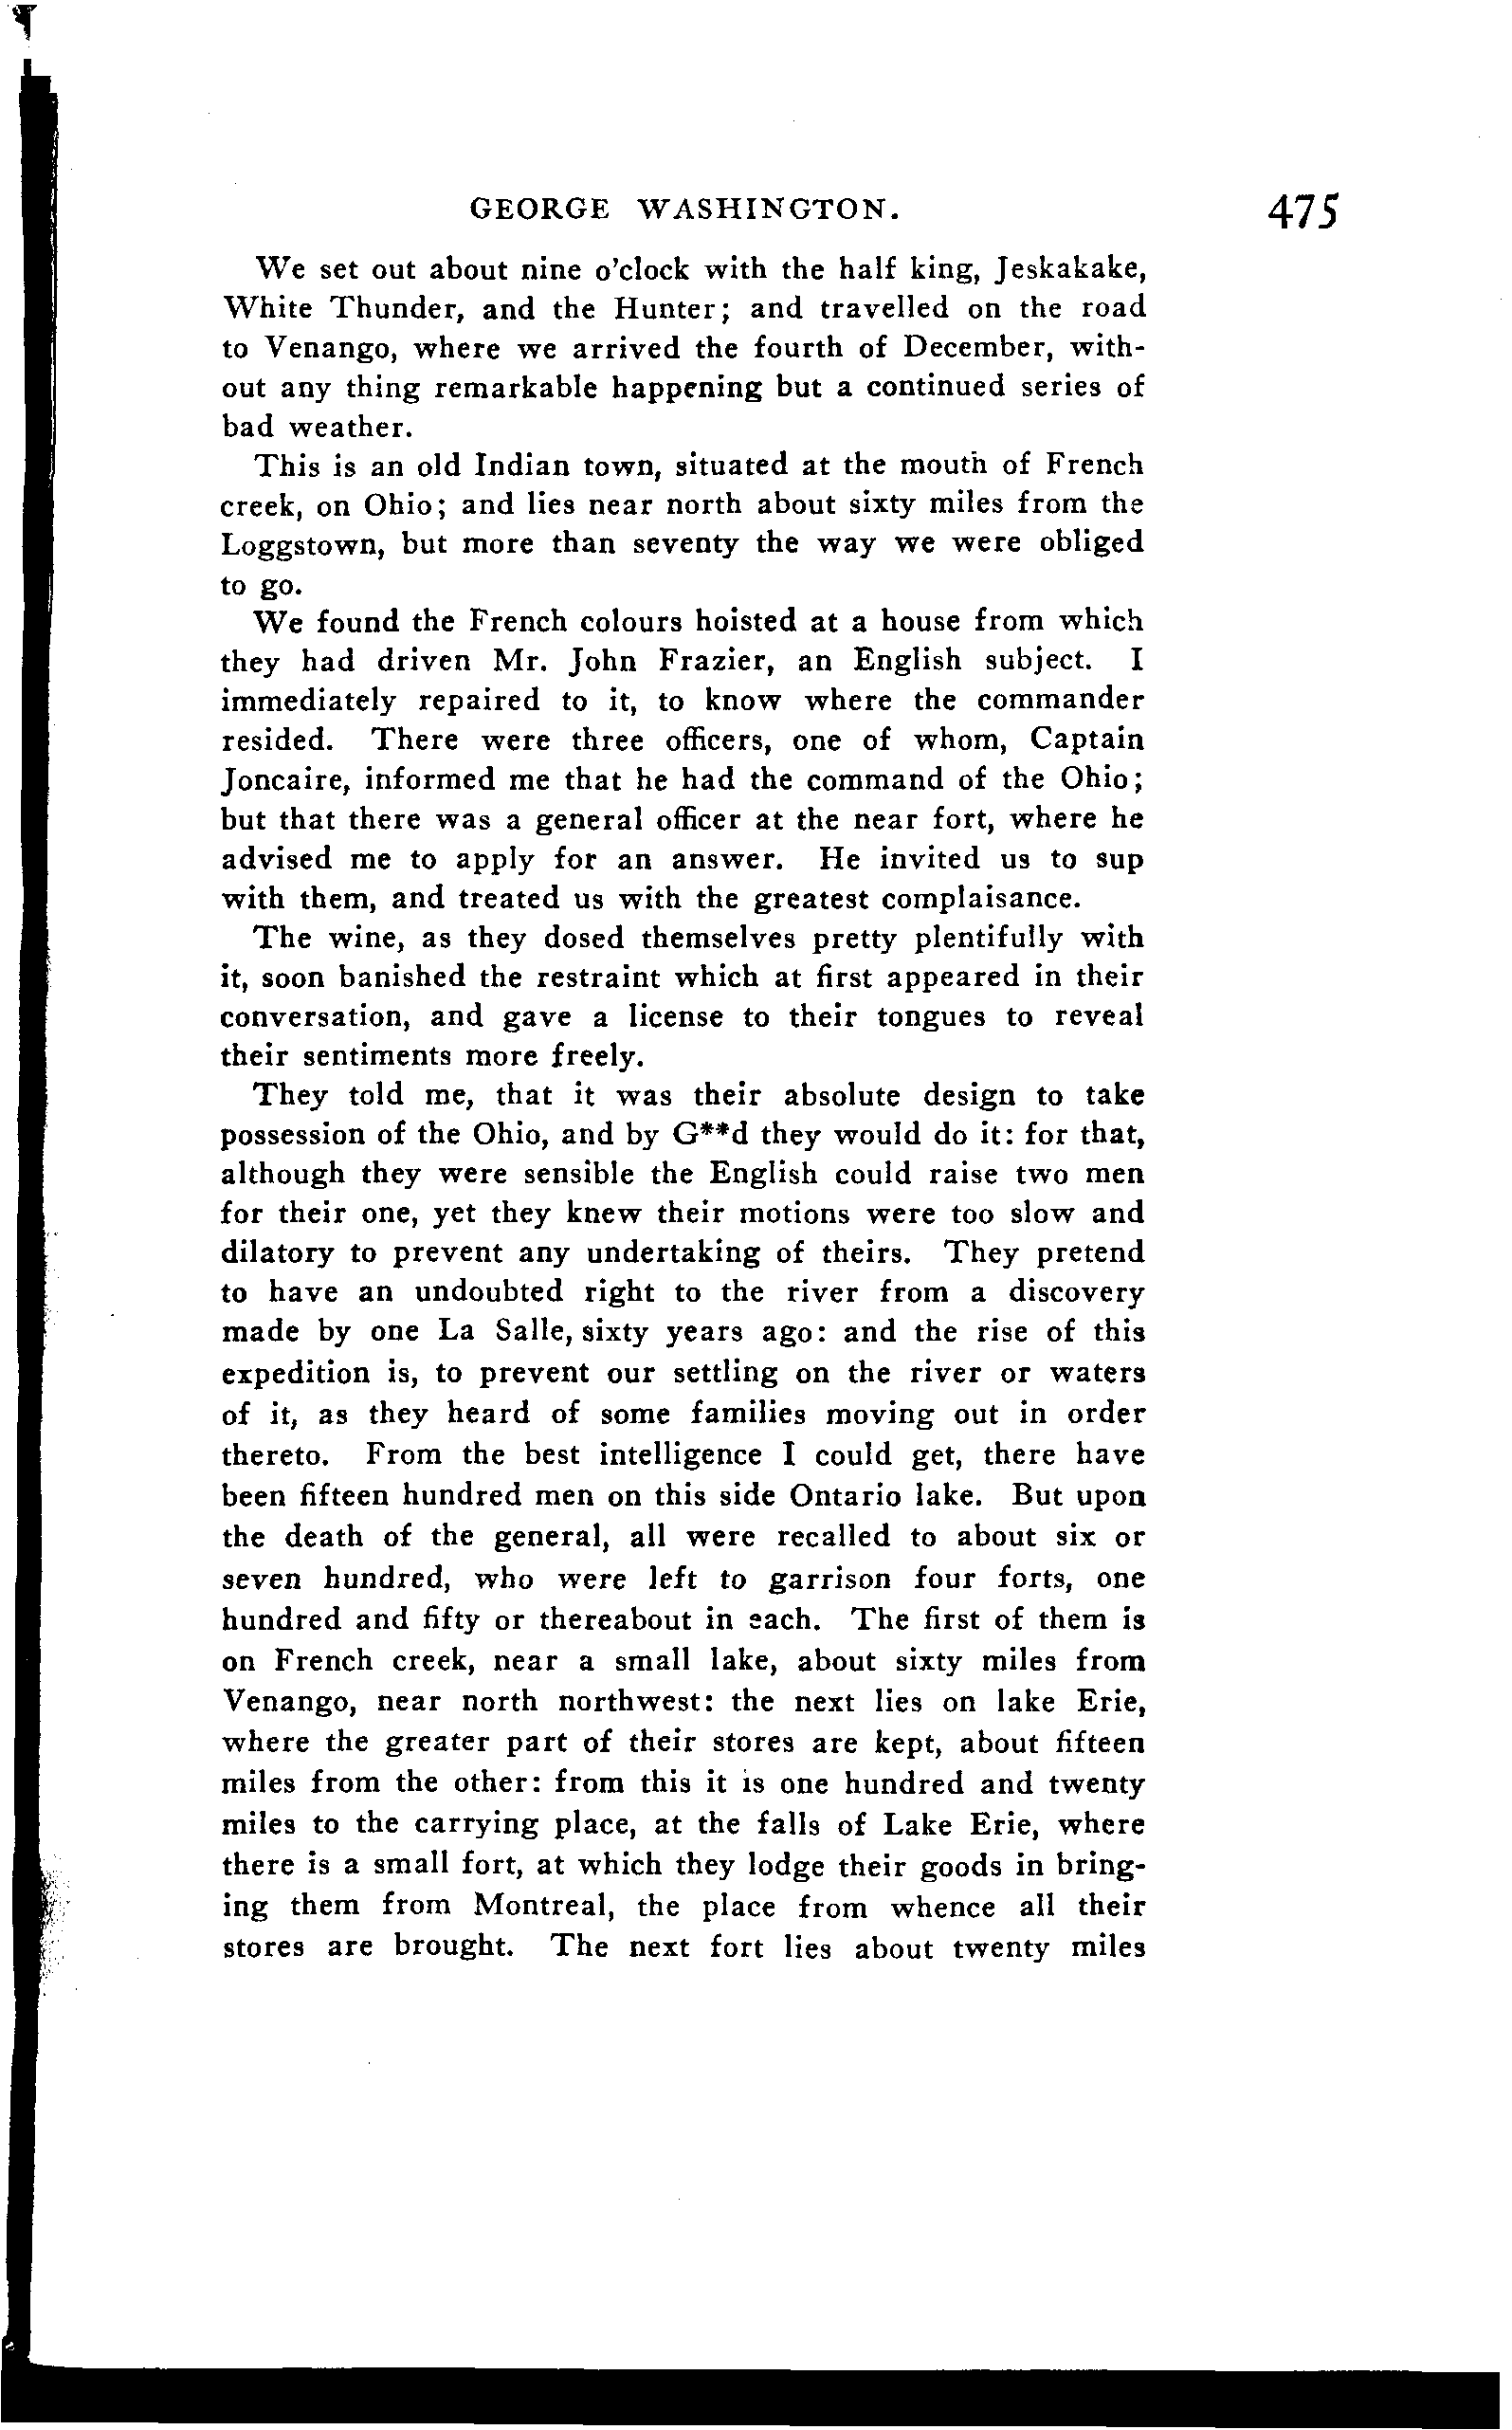 GEORGE WASHINGTON. 475
We set out about nine o'clock with the half king, Jeskakake,
White Thunder, and the Hunter; and travelled on the road
to Venango, where we arrived the fourth of December, with-
out any thing remarkable happening but a continued series of
bad weather.
This is an old Indian town, situated at the mouth of French
creek, on Ohio; and lies near north about sixty miles from the
Loggstown, but more than seventy the way we were obliged
to go.
We found the French colours hoisted at a house from which
they had driven Mr. John Frazier, an English subject. I
immediately repaired to it, to know where the commander
resided. There were three officers, one of whom, Captain
Joncaire, informed me that he had the command of the Ohio;
but that there was a general officer at the near fort, where he
advised me to apply for an answer. He invited us to sup
with them, and treated us with the greatest complaisance.
The wine, as they dosed themselves pretty plentifully with
it, soon banished the restraint which at first appeared in their
conversation, and gave a license to their tongues to reveal
their sentiments more freely.
They told me, that it was their absolute design to take
possession of the Ohio, and by G**d they would do it: for that,
although they were sensible the English could raise two men
for their one, yet they knew their motions were too slow and
dilatory to prevent any undertaking of theirs. They pretend
to have an undoubted right to the river from a discovery
made by one La Salle, sixty years ago: and the rise of this
expedition is, to prevent our settling on the river or waters
of it, as they heard of some families moving out in order
thereto. From the best intelligence I could get, there have
been fifteen hundred men on this side Ontario lake. But upon
the death of the general, all were recalled to about six or
seven hundred, who were left to garrison four forts, one
hundred and fifty or thereabout in each. The first of them is
on French creek, near a small lake, about sixty miles from
Venango, near north northwest: the next lies on lake Erie,
where the greater part of their stores are kept, about fifteen
miles from the other: from this it is one hundred and twenty
miles to the carrying place, at the falls of Lake Erie, where
there is a small fort, at which they lodge their goods in bring-
ing them from Montreal, the place from whence all their
stores are brought. The next fort lies about twenty miles